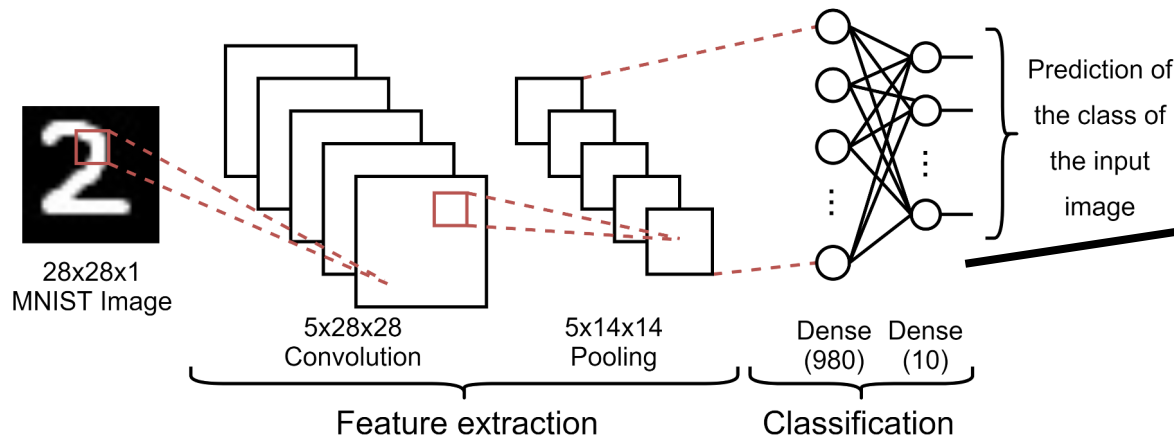 28x28x1
MNIST Image
5x28x28
Convolution
5x14x14
Pooling
Dense
(980)
Dense
(10)
Prediction of
the class of
the input
image
Feature extraction
Classification